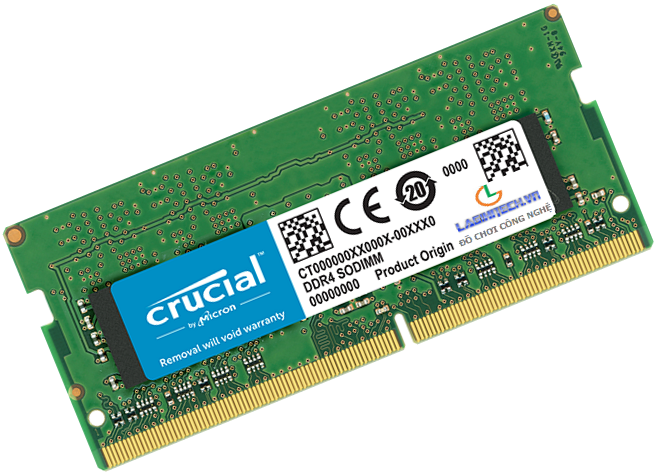 crucial™
by Micron
Removal will void warranty
CE
20
0000
CT000000XX000X-00XXX0
DDR4 SODIMM
00000000
Product Origin
ĐỒ CHƠI CÔNG NGHỆ